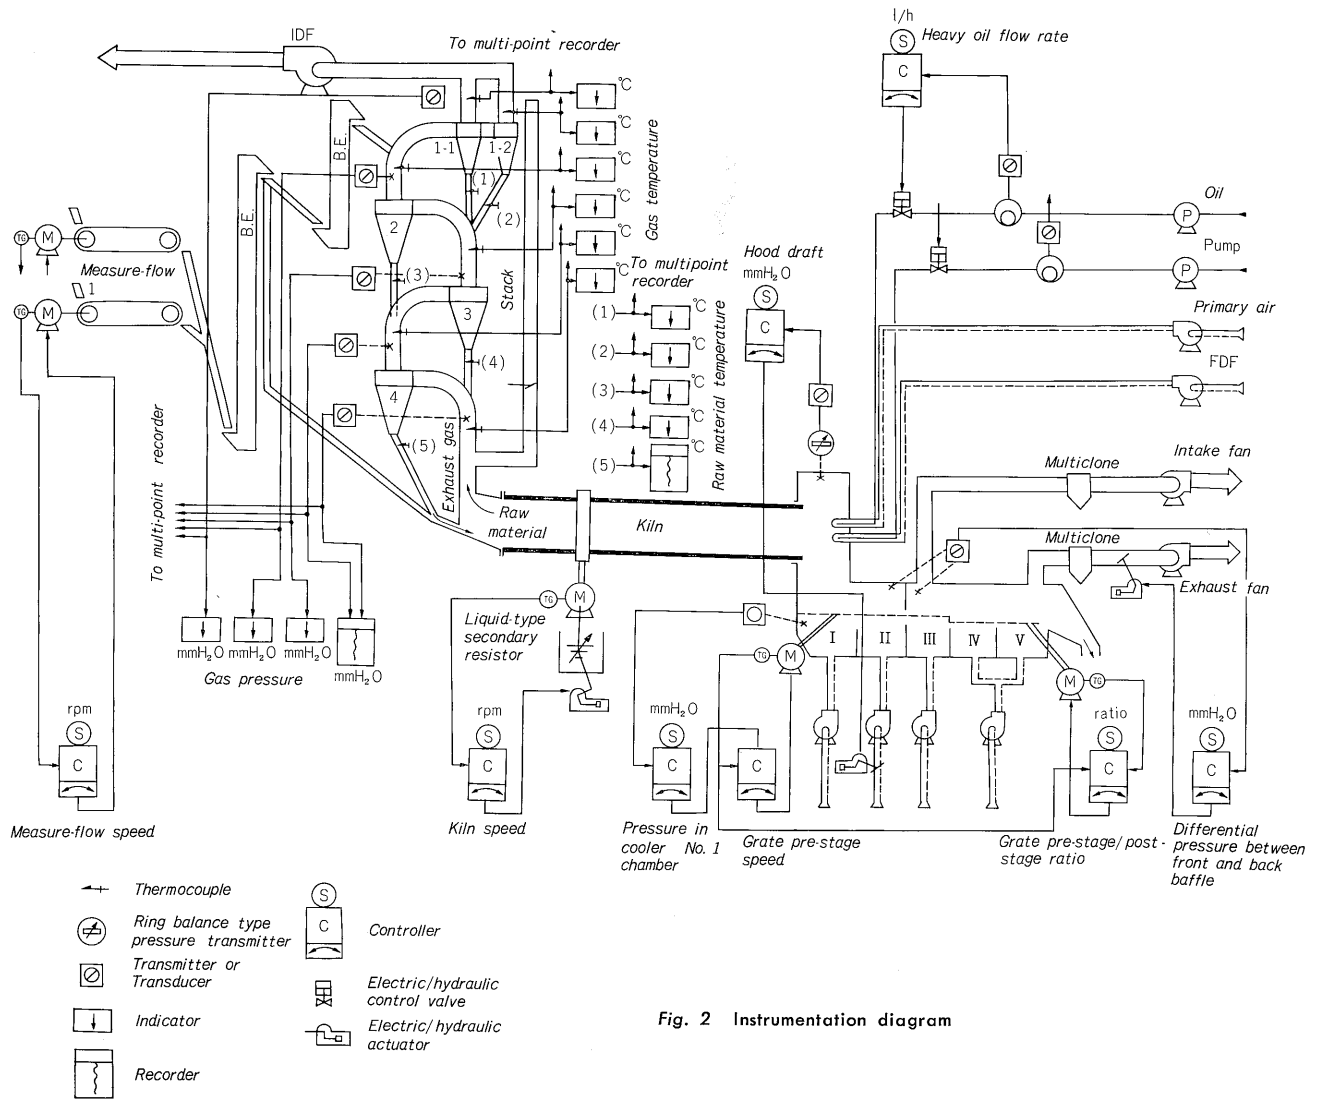 l/h
IDF
To multi-point recorder
S
Heavy oil flow rate
C
°C
°C
°C
°C
°C
°C
Gas temperature
B.E.
B.E.
1-1
1-2
(1)
(2)
2
(3)
3
(4)
4
(5)
Stack
Exhaust gas
Oil
P
Pump
P
Primary air
FDF
TG
M
Measure-flow
1
TG
M
Hood draft
mmH2O
S
C
To multipoint
recorder
(1)
°C
(2)
°C
(3)
°C
(4)
°C
(5)
°C
Raw material temperature
To multi-point recorder
Raw
material
Kiln
Multiclone
Intake fan
Multiclone
Exhaust fan
TG
M
Liquid-type
secondary
resistor
TG
M
I
II
III
IV
V
M
TG
mmH2O
mmH2O
mmH2O
mmH2O
Gas pressure
rpm
S
C
Measure-flow speed
rpm
S
C
Kiln speed
mmH2O
S
C
Pressure in
cooler No. 1
chamber
C
Grate pre-stage
speed
ratio
S
C
Grate pre-stage/post-
stage ratio
mmH2O
S
C
Differential
pressure between
front and back
baffle
Thermocouple
Ring balance type
pressure transmitter
Transmitter or
Transducer
Indicator
Recorder
S
C
Controller
Electric/hydraulic
control valve
Electric/hydraulic
actuator
Fig. 2 Instrumentation diagram